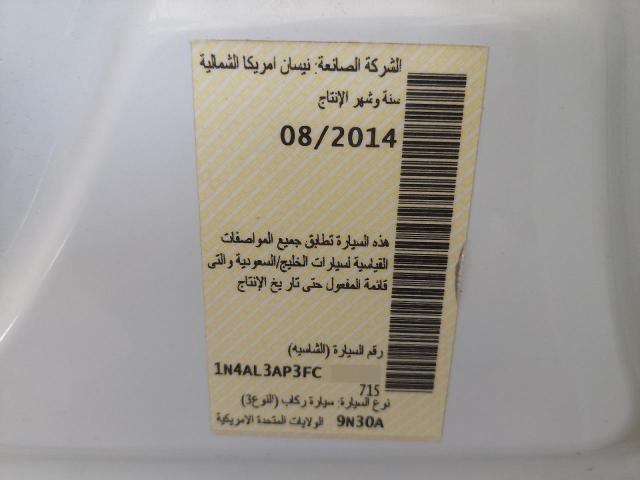 الشركة الصانعة: نيسان امريكا الشمالية
سنة وشهر الإنتاج
08/2014
هذه السيارة تطابق جميع المواصفات
القياسية لسيارات الخليج/السعودية والتى
قائمة المفعول حتى تاريخ الإنتاج
رقم السيارة (الشاسيه)
1N4AL3AP3FC
715
نوع السيارة: سيارة ركاب (النوع3)
9N30A الولايات المتحدة الامريكية